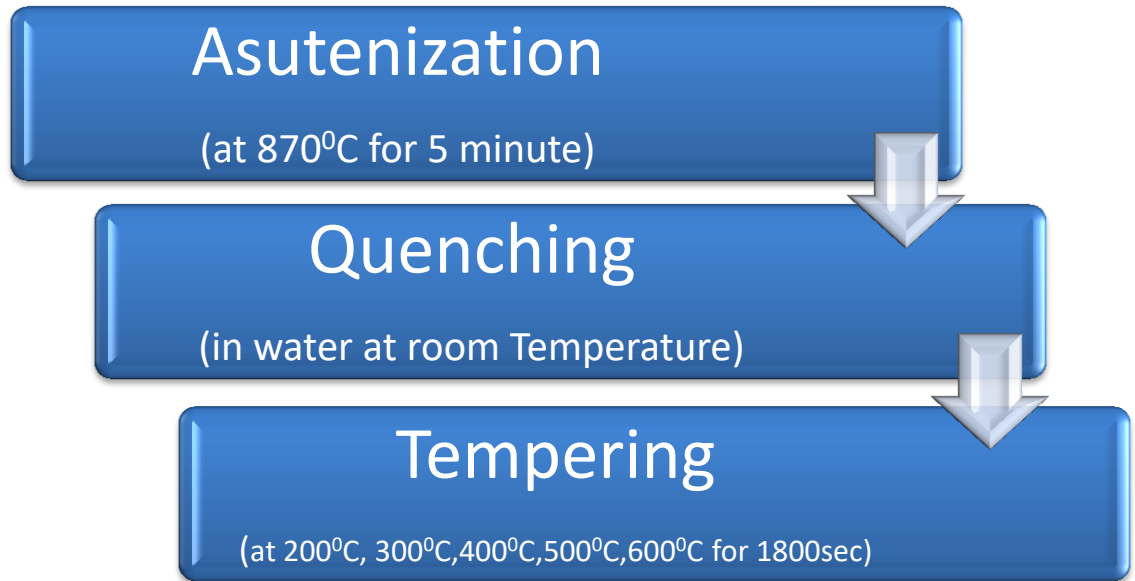 Asutenization
(at 870⁰C for 5 minute)
Quenching
(in water at room Temperature)
Tempering
(at 200⁰C, 300⁰C,400⁰C,500⁰C,600⁰C for 1800sec)